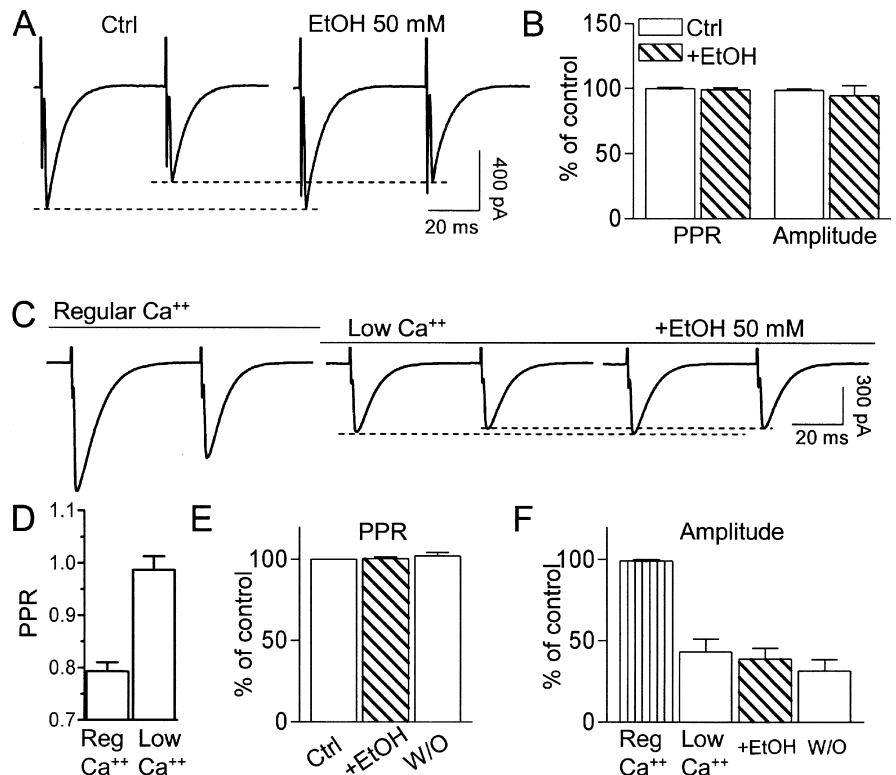 A
Ctrl
EtOH 50 mM
400 pA
20 ms
B
Ctrl
+EtOH
150
100
50
0
% of control
PPR
Amplitude
C
Regular Ca++
Low Ca++
+EtOH 50 mM
300 pA
20 ms
D
1.1
1.0
0.9
0.8
0.7
PPR
Reg Low
Ca++ Ca++
E
PPR
100
50
0
% of control
Ctrl
+EtOH
W/O
F
Amplitude
100
50
0
% of control
Reg Low +EtOH W/O
Ca++ Ca++